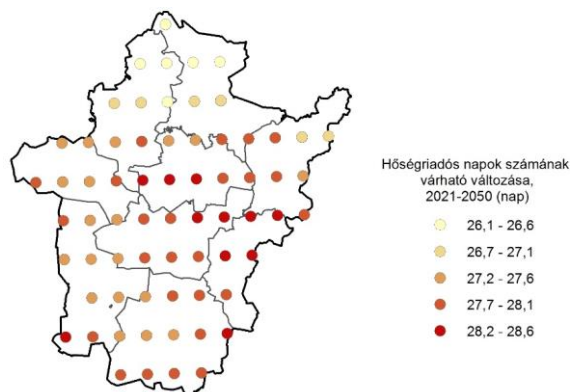 Hőségriadós napok számának
várható változása,
2021-2050 (nap)
26,1 - 26,6
26,7 - 27,1
27,2 - 27,6
27,7 - 28,1
28,2 - 28,6